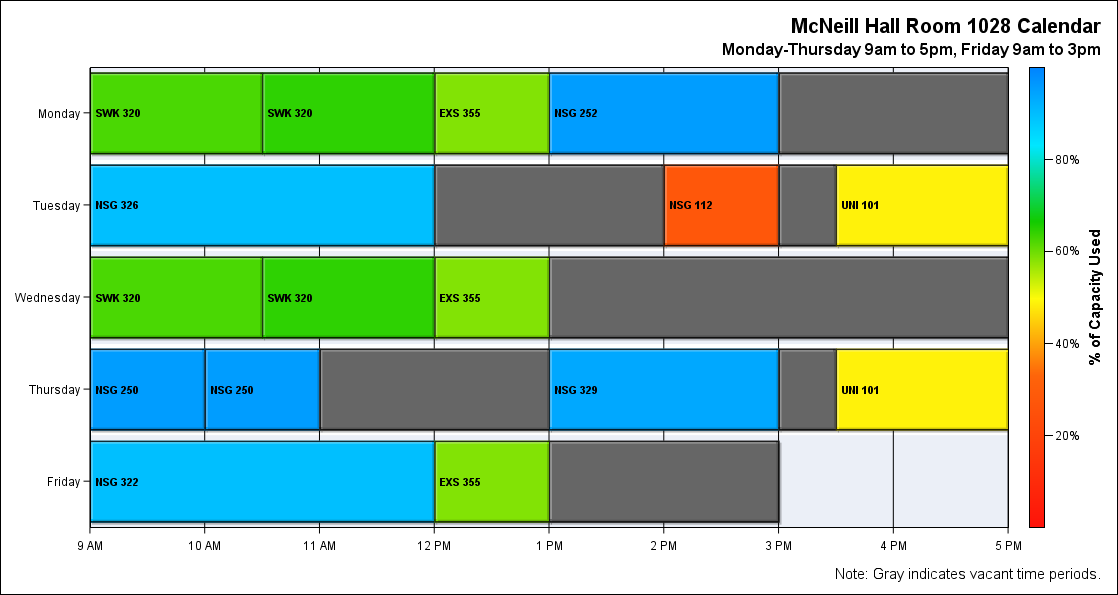 McNeill Hall Room 1028 Calendar
Monday-Thursday 9am to 5pm, Friday 9am to 3pm
Monday
SWK 320
SWK 320
EXS 355
NSG 252
Tuesday
NSG 326
NSG 112
UNI 101
Wednesday
SWK 320
SWK 320
EXS 355
Thursday
NSG 250
NSG 250
NSG 329
UNI 101
Friday
NSG 322
EXS 355
9 AM
10 AM
11 AM
12 PM
1 PM
2 PM
3 PM
4 PM
5 PM
80%
60%
40%
20%
% of Capacity Used
Note: Gray indicates vacant time periods.